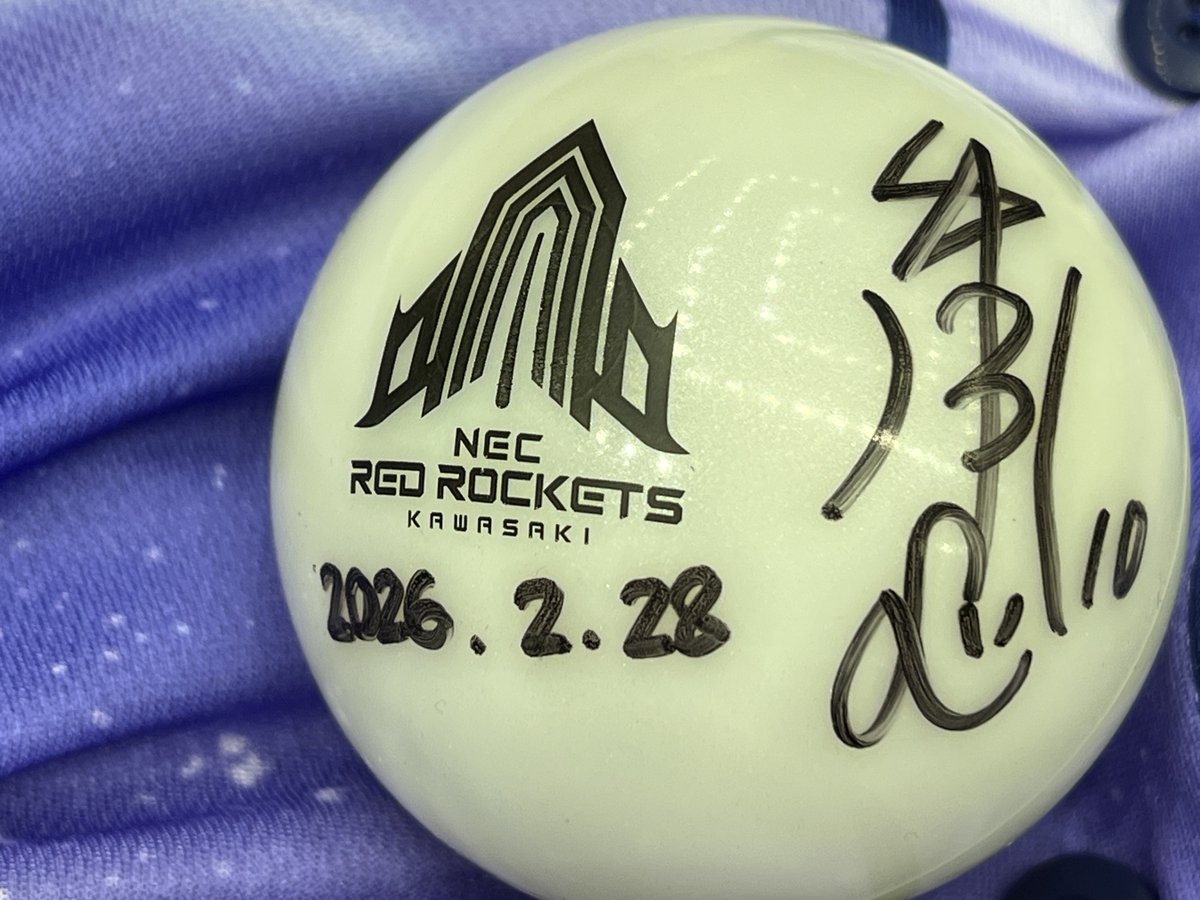 NEC
RED ROCKETS
KAWASAKI
2026.2.28
10